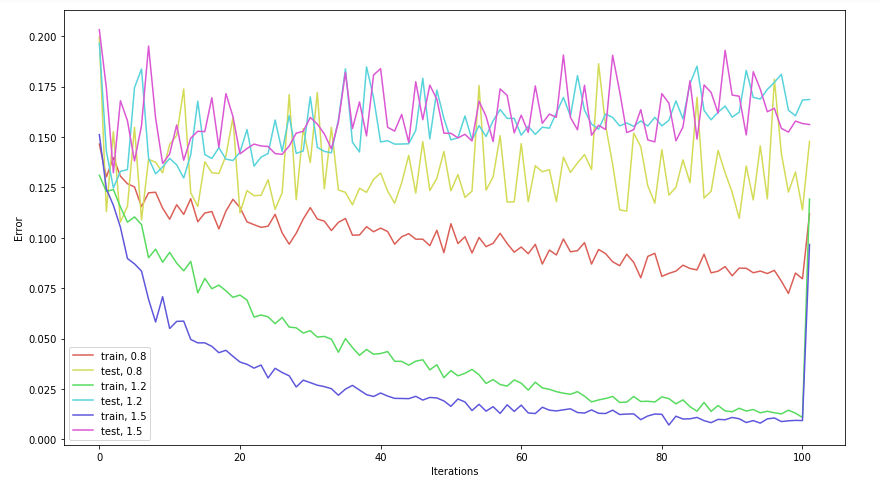 0.200
0.175
0.150
0.125
0.100
0.075
0.050
0.025
0.000
Error
train, 0.8
test, 0.8
train, 1.2
test, 1.2
train, 1.5
test, 1.5
0 20 40 60 80 100
Iterations